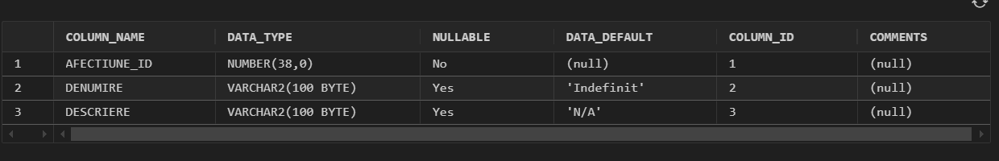 COLUMN_NAME DATA_TYPE NULLABLE DATA_DEFAULT COLUMN_ID COMMENTS
1 AFECTIUNE_ID NUMBER(38,0) No (null) 1 (null)
2 DENUMIRE VARCHAR2(100 BYTE) Yes 'Indefinit' 2 (null)
3 DESCRIERE VARCHAR2(100 BYTE) Yes 'N/A' 3 (null)